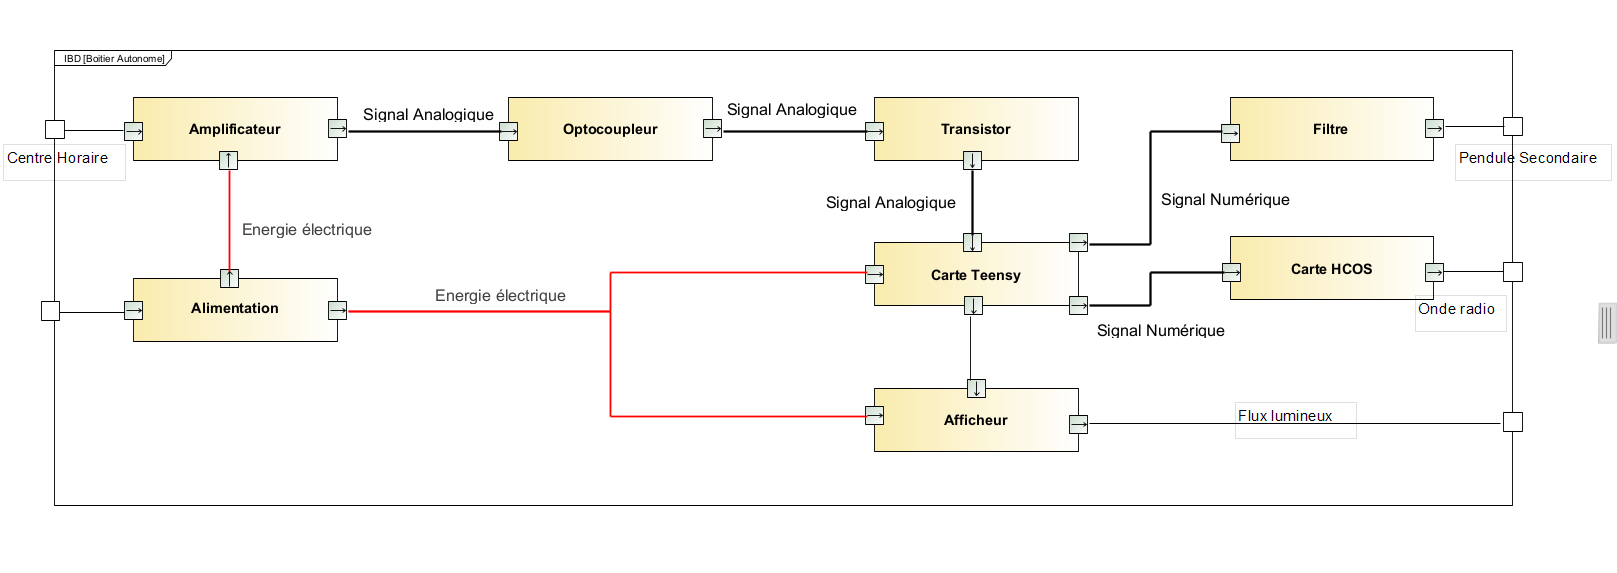 IBD [Boitier Autonome]
Signal Analogique
Signal Analogique
Amplificateur
Optocoupleur
Transistor
Filtre
Centre Horaire
Pendule Secondaire
Signal Analogique
Signal Numérique
Energie électrique
Carte Teensy
Carte HCOS
Energie électrique
Alimentation
Onde radio
Signal Numérique
Afficheur
Flux lumineux